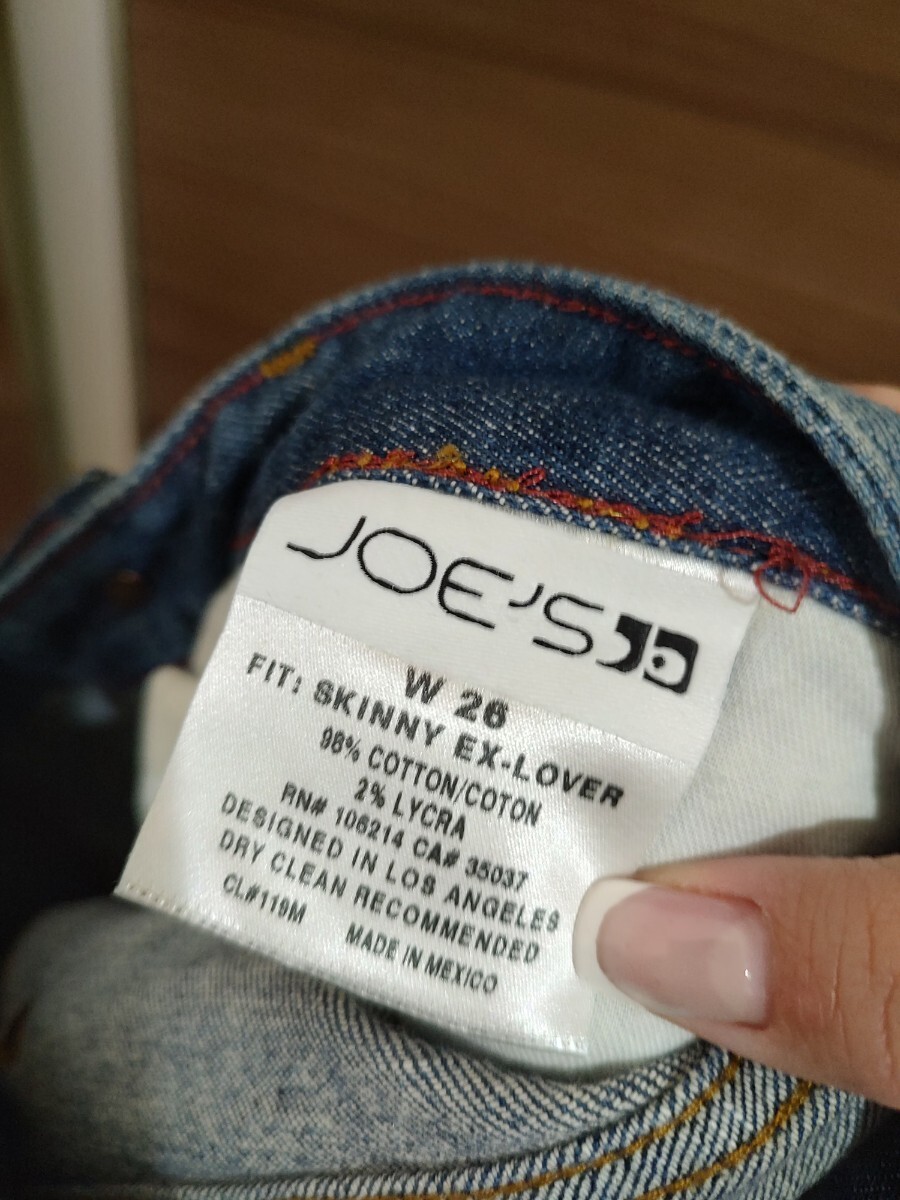 JOE'S
W 26
FIT: SKINNY EX-LOVER
98% COTTON/COTON
2% LYCRA
RN# 106214 CA# 35037
DESIGNED IN LOS ANGELES
DRY CLEAN RECOMMENDED
CL#119M
MADE IN MEXICO